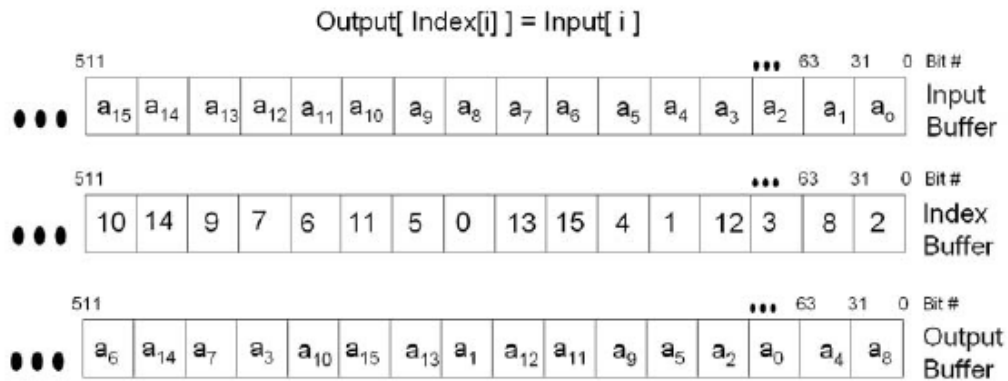 Output[ Index[i] ] = Input[ i ]
511 ••• 63 31 0 Bit #
••• a15 a14 a13 a12 a11 a10 a9 a8 a7 a6 a5 a4 a3 a2 a1 ao Input
Buffer
511 ••• 63 31 0 Bit #
••• 10 14 9 7 6 11 5 0 13 15 4 1 12 3 8 2 Index
Buffer
511 ••• 63 31 0 Bit #
••• a6 a14 a7 a3 a10 a15 a13 a1 a12 a11 a9 a5 a2 a0 a4 a8 Output
Buffer